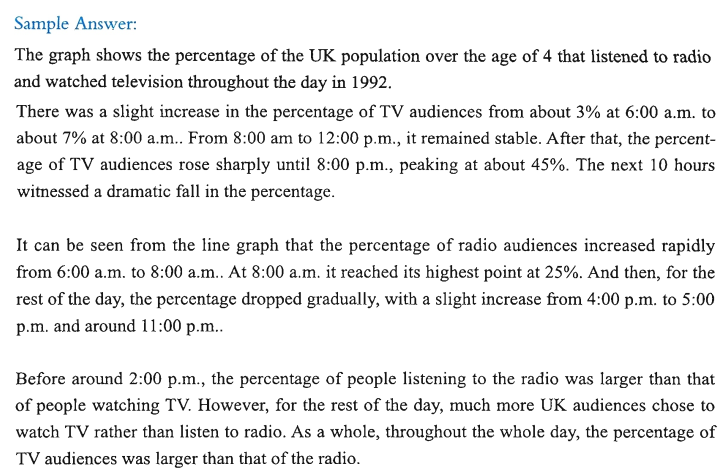 Sample Answer:
The graph shows the percentage of the UK population over the age of 4 that listened to radio
and watched television throughout the day in 1992.
There was a slight increase in the percentage of TV audiences from about 3% at 6:00 a.m. to
about 7% at 8:00 a.m.. From 8:00 am to 12:00 p.m., it remained stable. After that, the percent-
age of TV audiences rose sharply until 8:00 p.m., peaking at about 45%. The next 10 hours
witnessed a dramatic fall in the percentage.
It can be seen from the line graph that the percentage of radio audiences increased rapidly
from 6:00 a.m. to 8:00 a.m.. At 8:00 a.m. it reached its highest point at 25%. And then, for the
rest of the day, the percentage dropped gradually, with a slight increase from 4:00 p.m. to 5:00
p.m. and around 11:00 p.m..
Before around 2:00 p.m., the percentage of people listening to the radio was larger than that
of people watching TV. However, for the rest of the day, much more UK audiences chose to
watch TV rather than listen to radio. As a whole, throughout the whole day, the percentage of
TV audiences was larger than that of the radio.